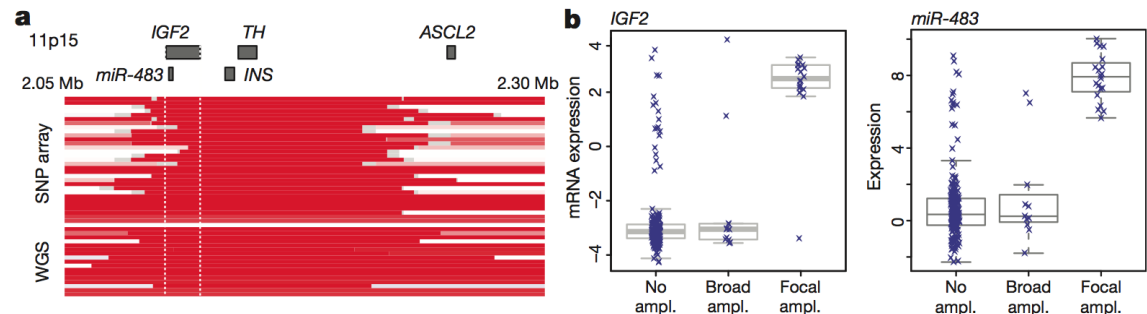 a
11p15
IGF2
TH
ASCL2
miR-483
INS
2.05 Mb
2.30 Mb
SNP array
WGS
b
IGF2
mRNA expression
4
2
0
–2
–4
No ampl.
Broad ampl.
Focal ampl.
miR-483
Expression
8
4
0
No ampl.
Broad ampl.
Focal ampl.